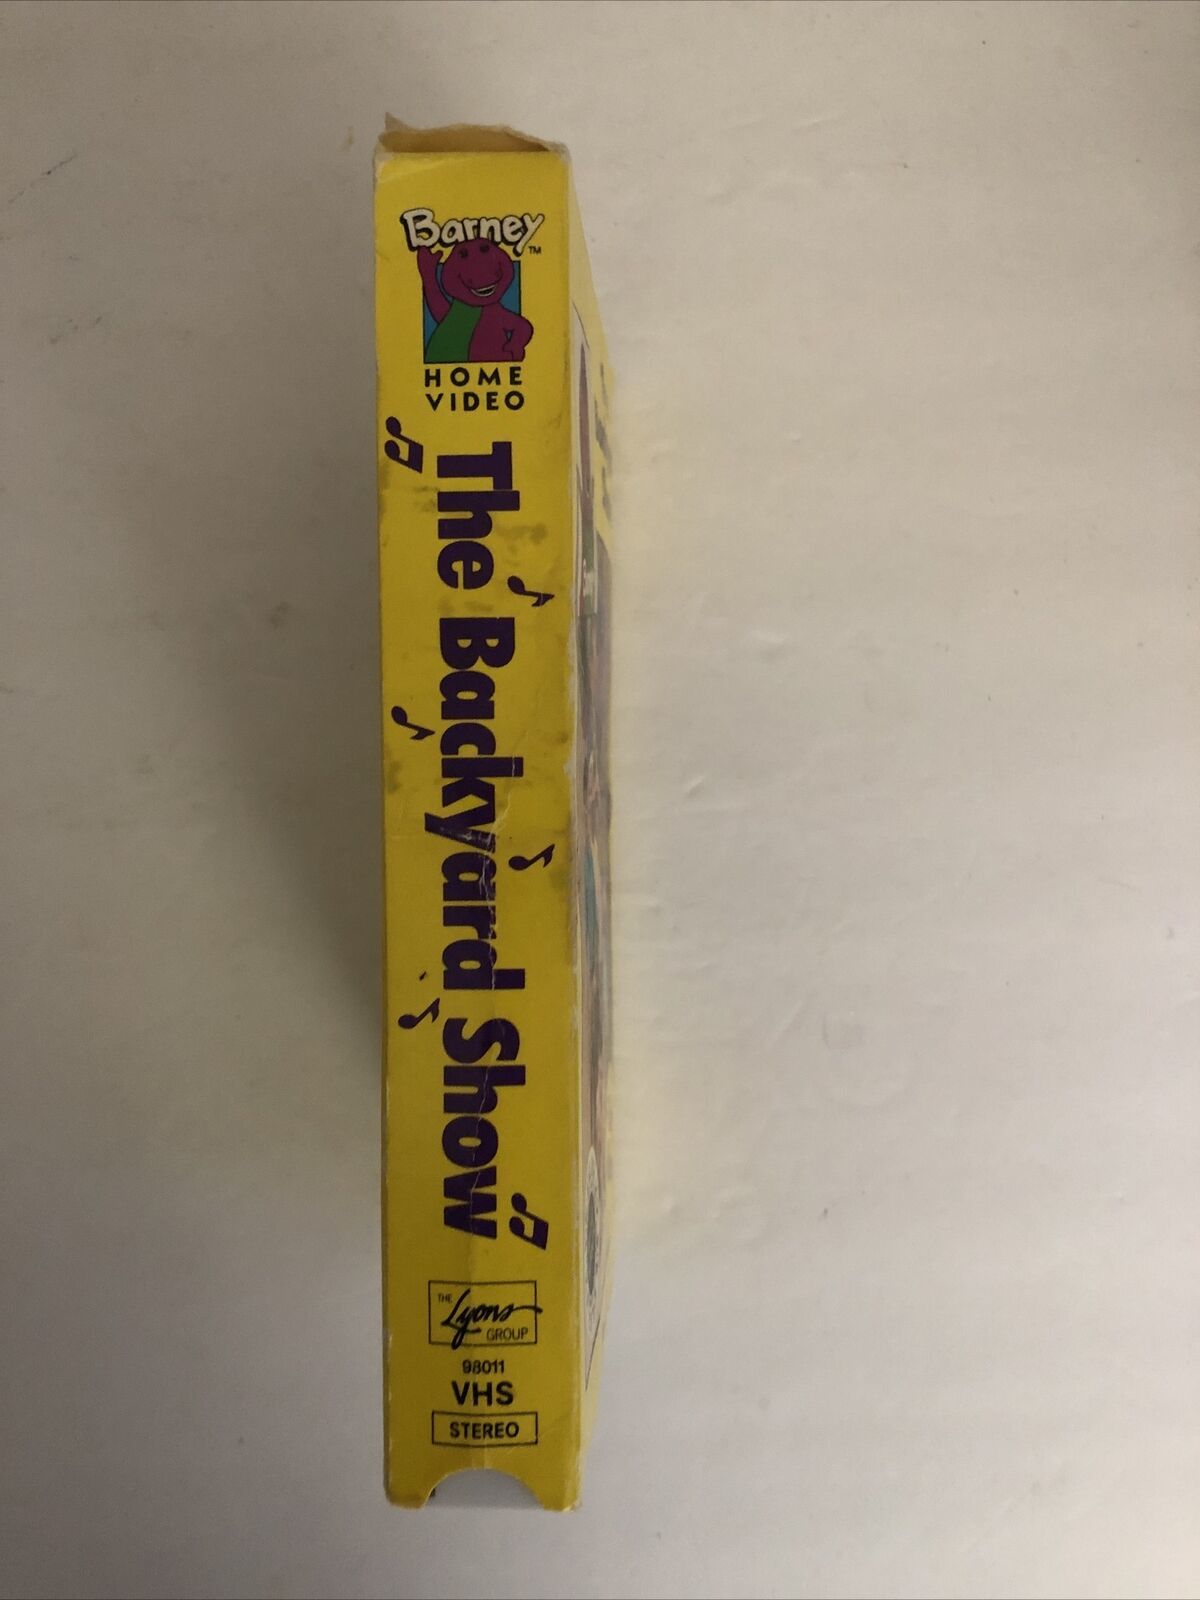 Barney™
HOME
VIDEO
The Backyard Show
THE
Lyons
GROUP
98011
VHS
STEREO